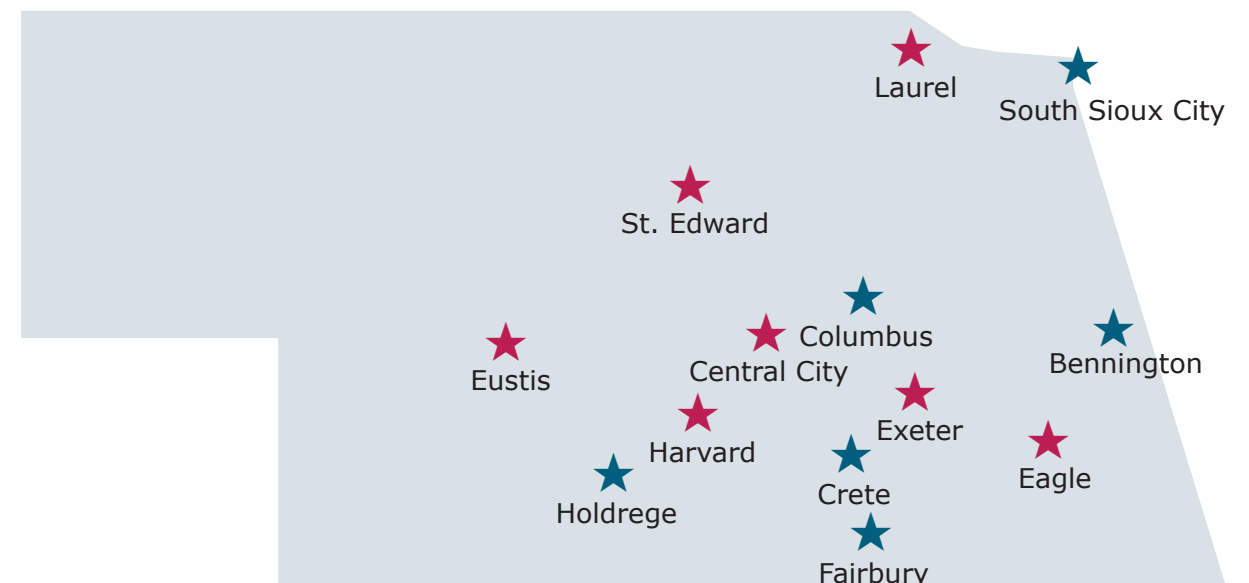 Laurel
South Sioux City
St. Edward
Columbus
Bennington
Central City
Eustis
Exeter
Harvard
Eagle
Crete
Holdrege
Fairbury